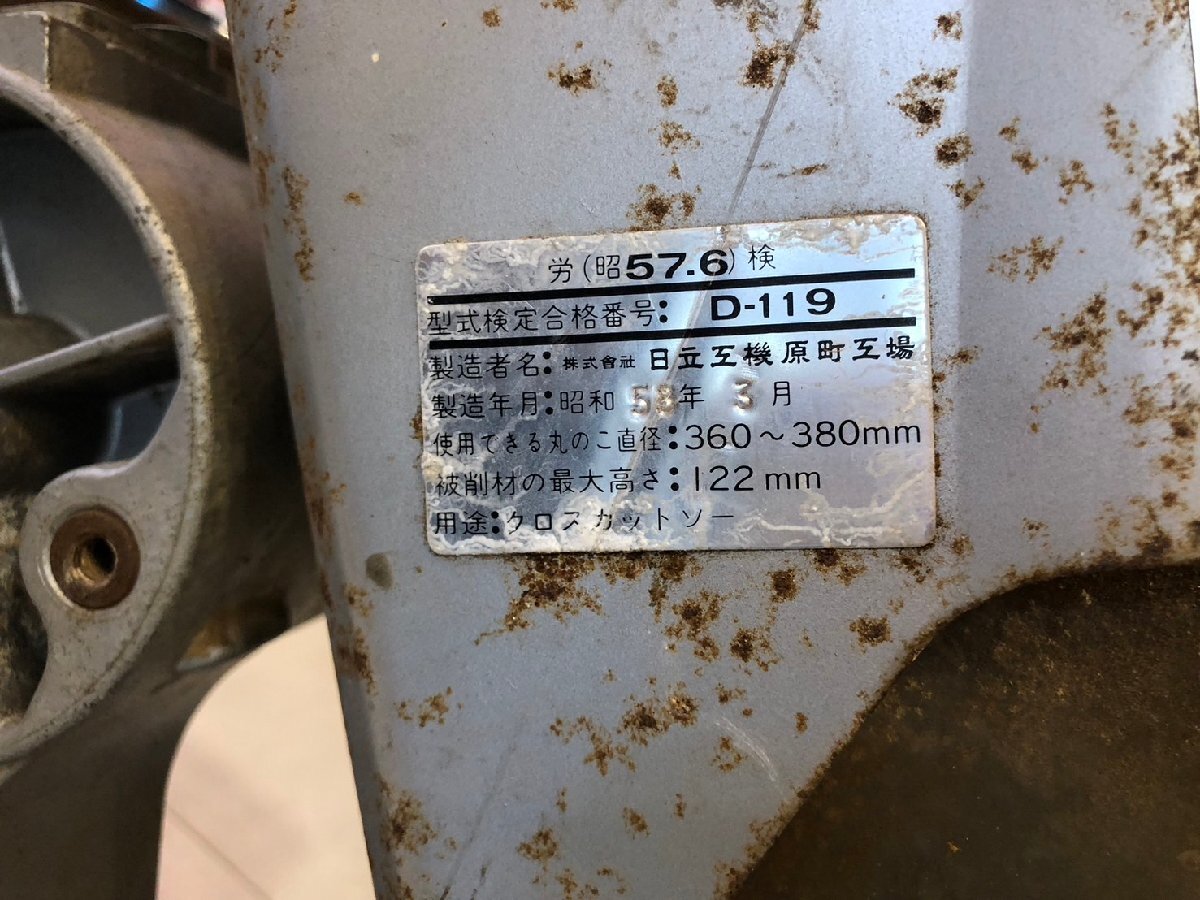 労(昭57.6)検
型式検定合格番号: D-119
製造者名:株式會社 日立工機原町工場
製造年月:昭和 58年 3月
使用できる丸のこ直径:360～380mm
被削材の最大高さ:122mm
用途:クロスカットソー